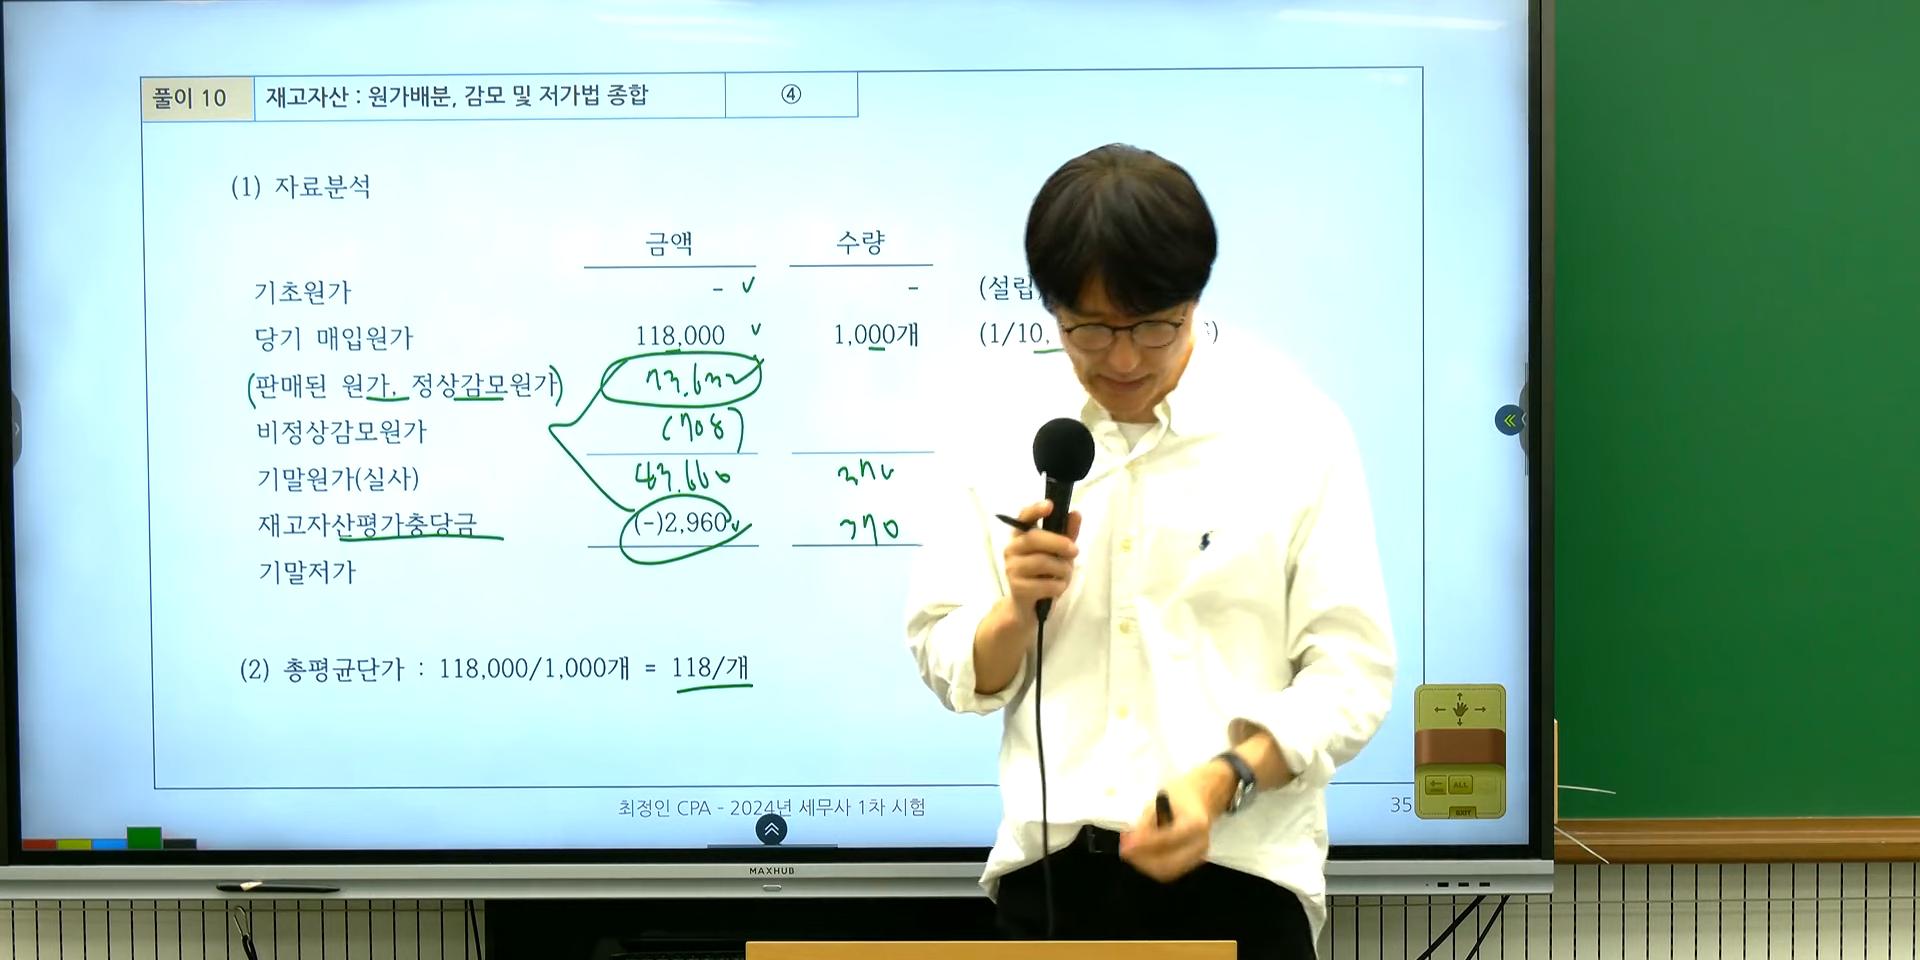 풀이 10 재고자산 : 원가배분, 감모 및 저가법 종합 ④
(1) 자료분석
금액 수량
기초원가 - ✓ - (설립
당기 매입원가 118,000 ✓ 1,000개 (1/10, )
(판매된 원가, 정상감모원가) 73,632
비정상감모원가 (708)
기말원가(실사) 43,660 370
재고자산평가충당금 (-)2,960 ✓ 370
기말저가
(2) 총평균단가 : 118,000/1,000개 = 118/개
최정인 CPA - 2024년 세무사 1차 시험
35
ALL
EXIT
MAXHUB